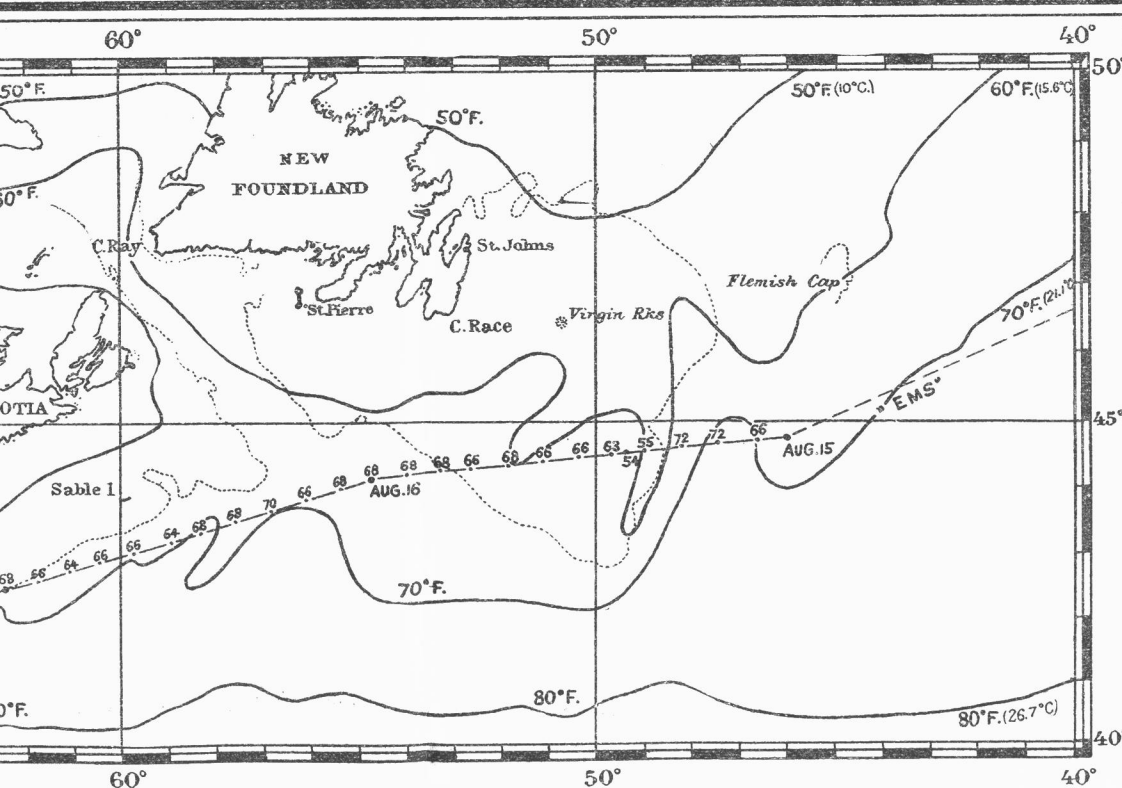 60° 50° 40°
50°F. 50°F. 50°F.(10°C.) 60°F.(15.6°C 50°
NEW
FOUNDLAND
60°F.
C.Ray St.Johns
Flemish Cap
St.Pierre C.Race Virgin Rks 70°F.(21.1°C
"EMS"
OTIA 45°
66 AUG.15
72 72
55
54
68 68 68 66 68 66 66 63
AUG.16
Sable I.
68 66 64 66 66 64 68 68 70 66 68
70°F.
0°F. 80°F. 80°F.(26.7°C)
40°
60° 50° 40°